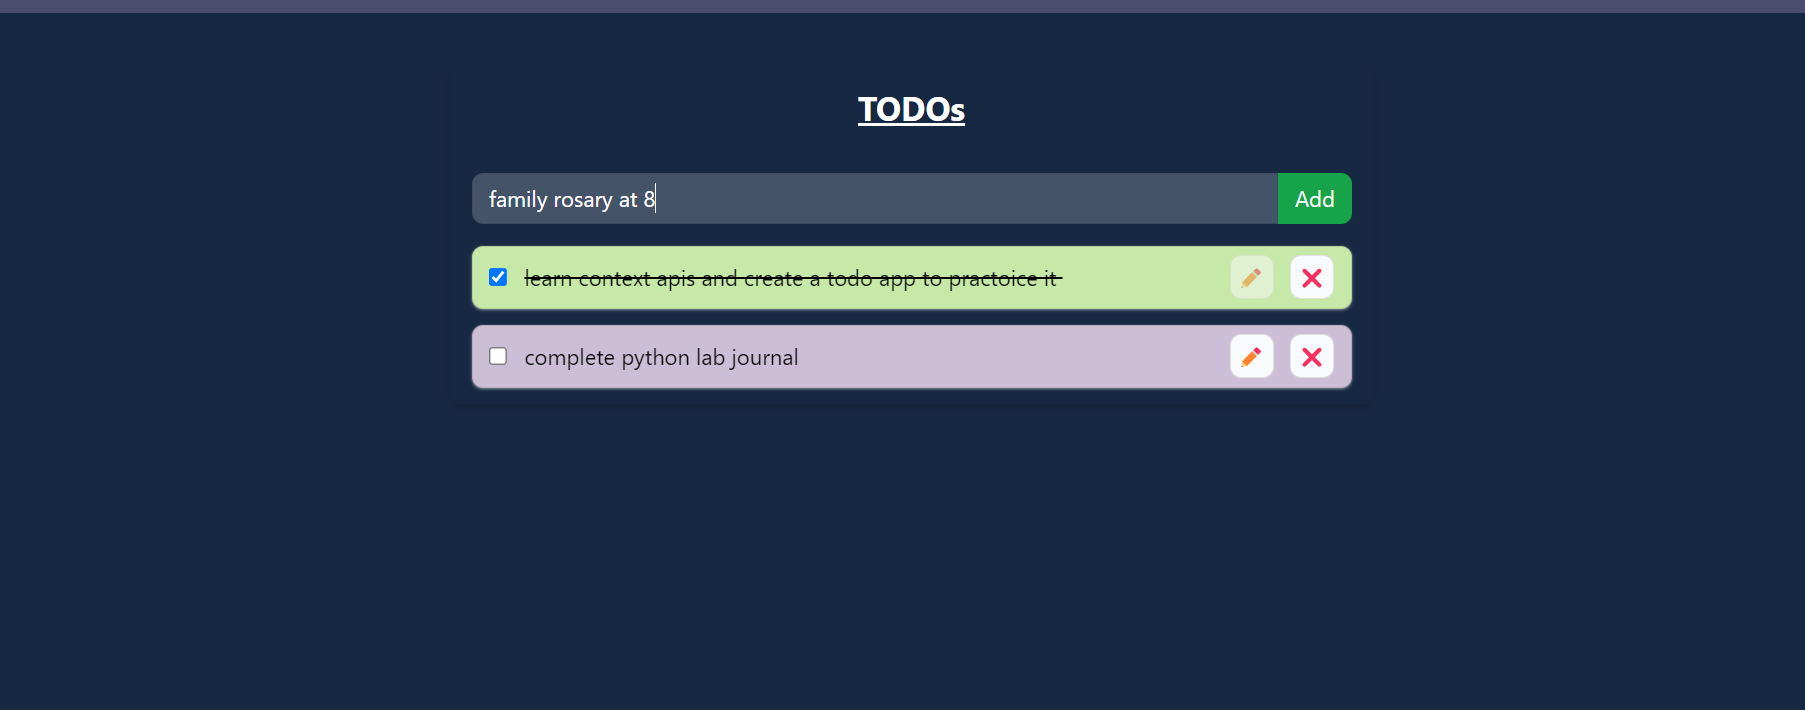 TODOs
family rosary at 8
Add
learn context apis and create a todo app to practoice it
complete python lab journal